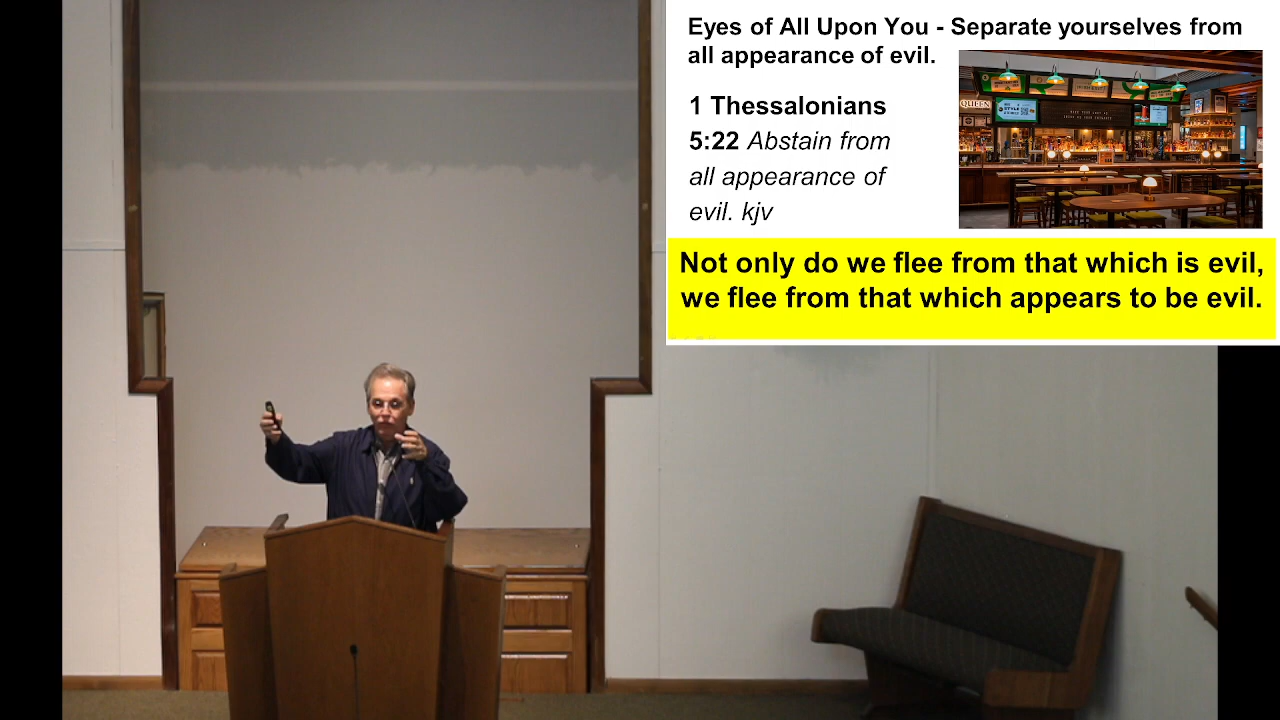 Eyes of All Upon You - Separate yourselves from
all appearance of evil.
1 Thessalonians
5:22 Abstain from
all appearance of
evil. kjv
QUEEN
Not only do we flee from that which is evil,
we flee from that which appears to be evil.